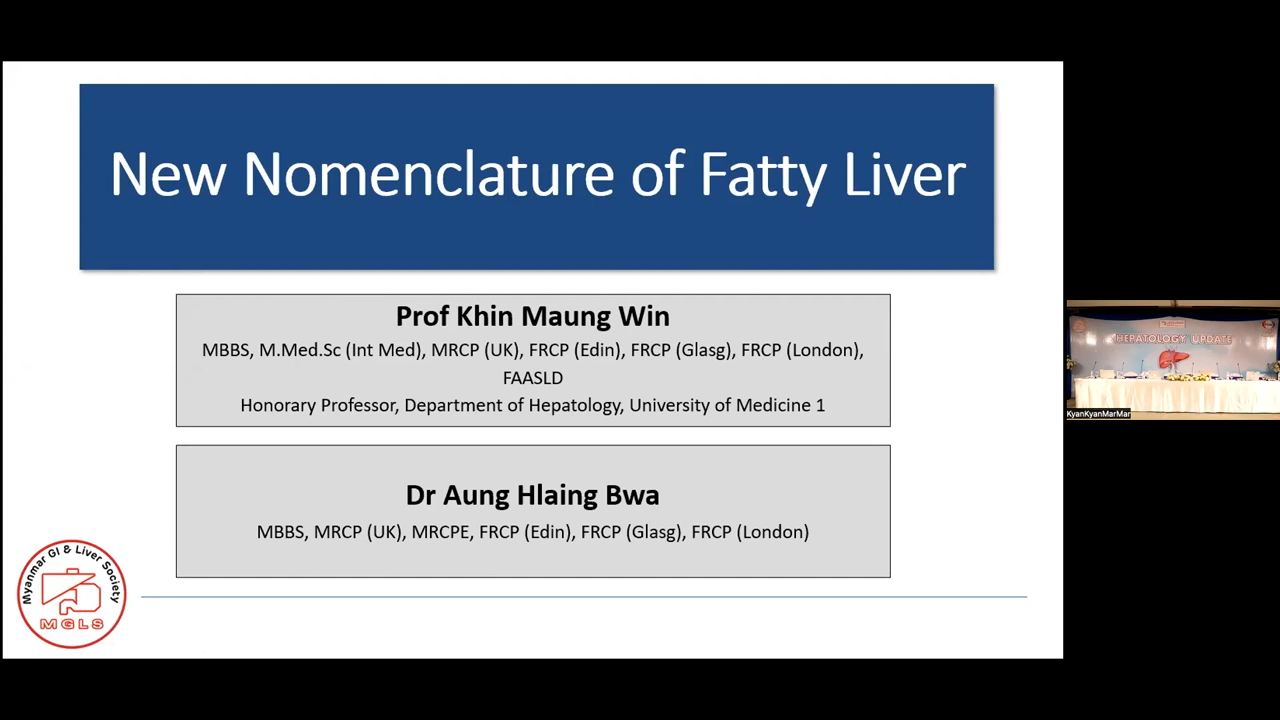 New Nomenclature of Fatty Liver
Prof Khin Maung Win
MBBS, M.Med.Sc (Int Med), MRCP (UK), FRCP (Edin), FRCP (Glasg), FRCP (London),
FAASLD
Honorary Professor, Department of Hepatology, University of Medicine 1
Dr Aung Hlaing Bwa
MBBS, MRCP (UK), MRCPE, FRCP (Edin), FRCP (Glasg), FRCP (London)
Myanmar GI & Liver Society
MGLS
HEPATOLOGY UPDATE
KyanKyanMarMar